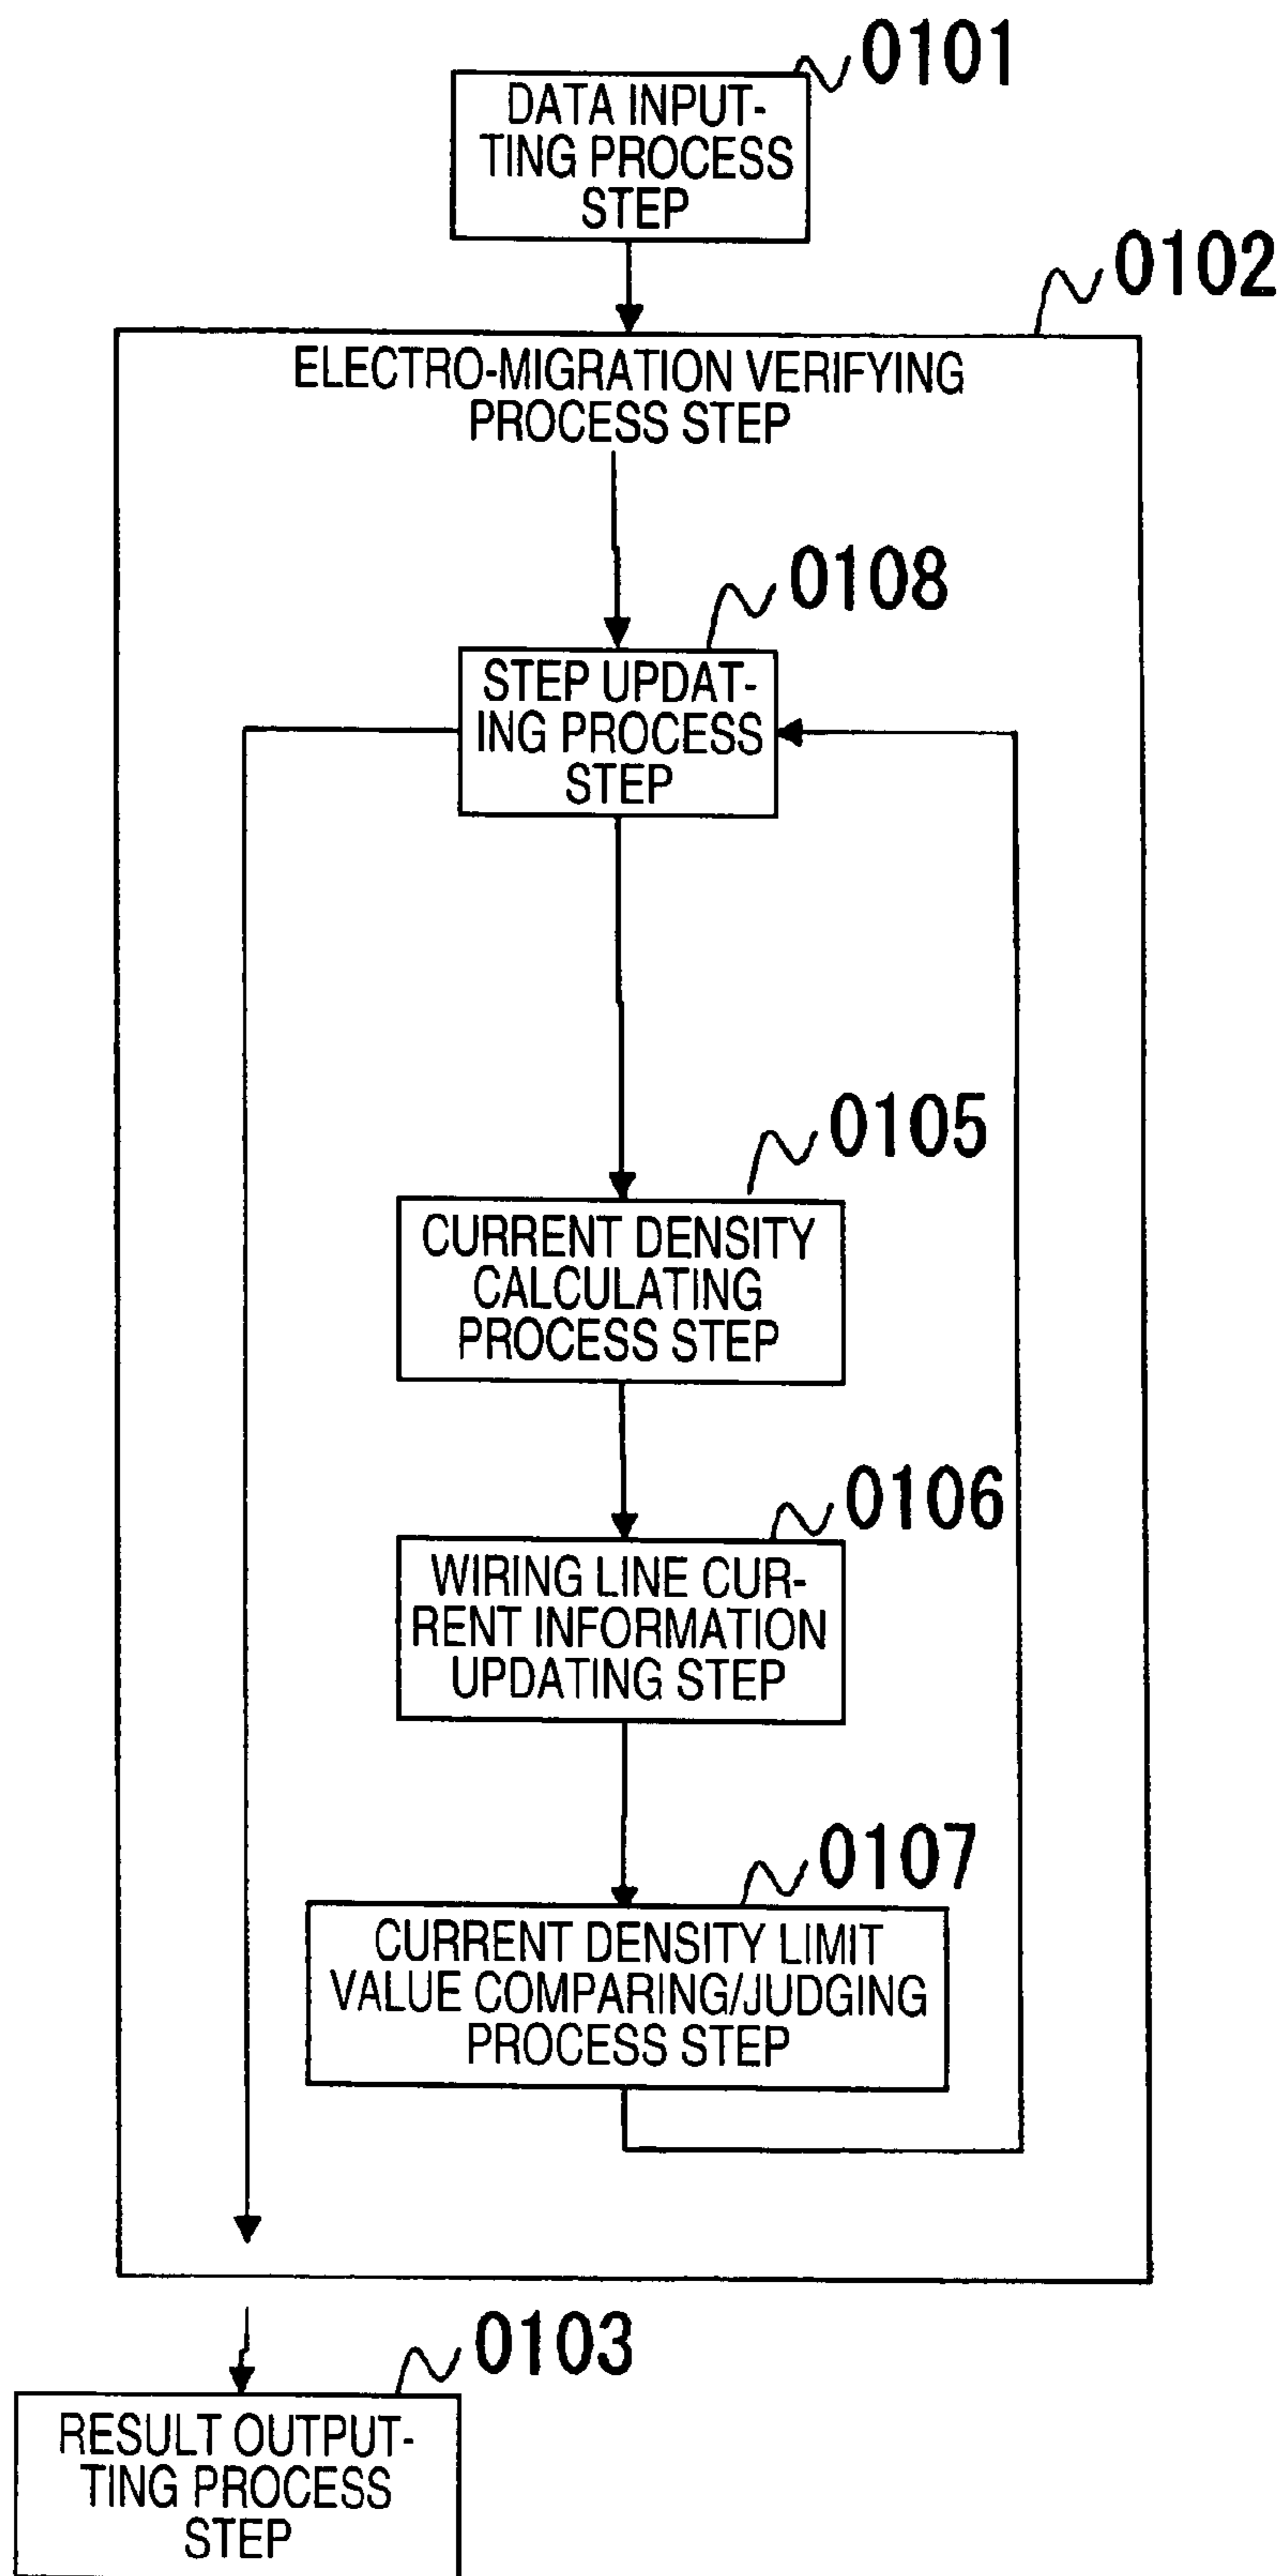 0101
DATA INPUT-
TING PROCESS
STEP
0102
ELECTRO-MIGRATION VERIFYING
PROCESS STEP
0108
STEP UPDAT-
ING PROCESS
STEP
0105
CURRENT DENSITY
CALCULATING
PROCESS STEP
0106
WIRING LINE CUR-
RENT INFORMATION
UPDATING STEP
0107
CURRENT DENSITY LIMIT
VALUE COMPARING/JUDGING
PROCESS STEP
0103
RESULT OUTPUT-
TING PROCESS
STEP